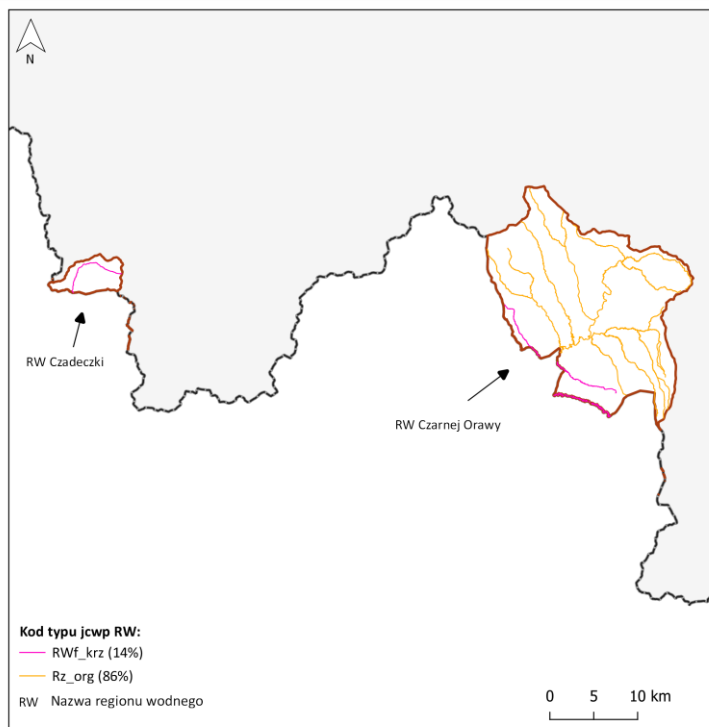 N
RW Czadeczki
RW Czarnej Orawy
Kod typu jcwp RW:
RWf_krz (14%)
Rz_org (86%)
RW Nazwa regionu wodnego
0 5 10 km